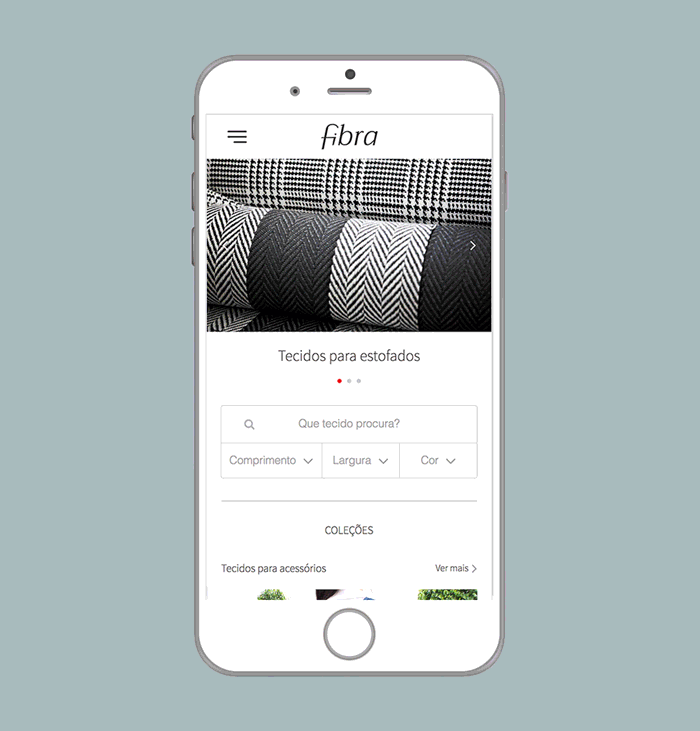 fibra
Tecidos para estofados
Que tecido procura?
Comprimento Largura Cor
COLEÇÕES
Tecidos para acessórios Ver mais